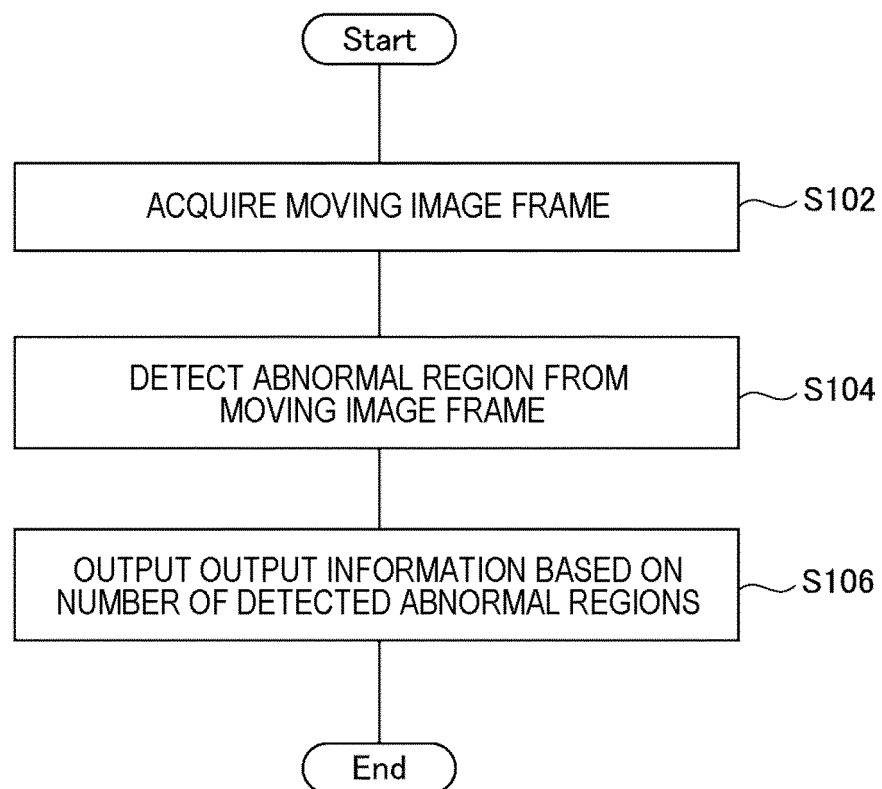 Start
ACQUIRE MOVING IMAGE FRAME
S102
DETECT ABNORMAL REGION FROM
MOVING IMAGE FRAME
S104
OUTPUT OUTPUT INFORMATION BASED ON
NUMBER OF DETECTED ABNORMAL REGIONS
S106
End